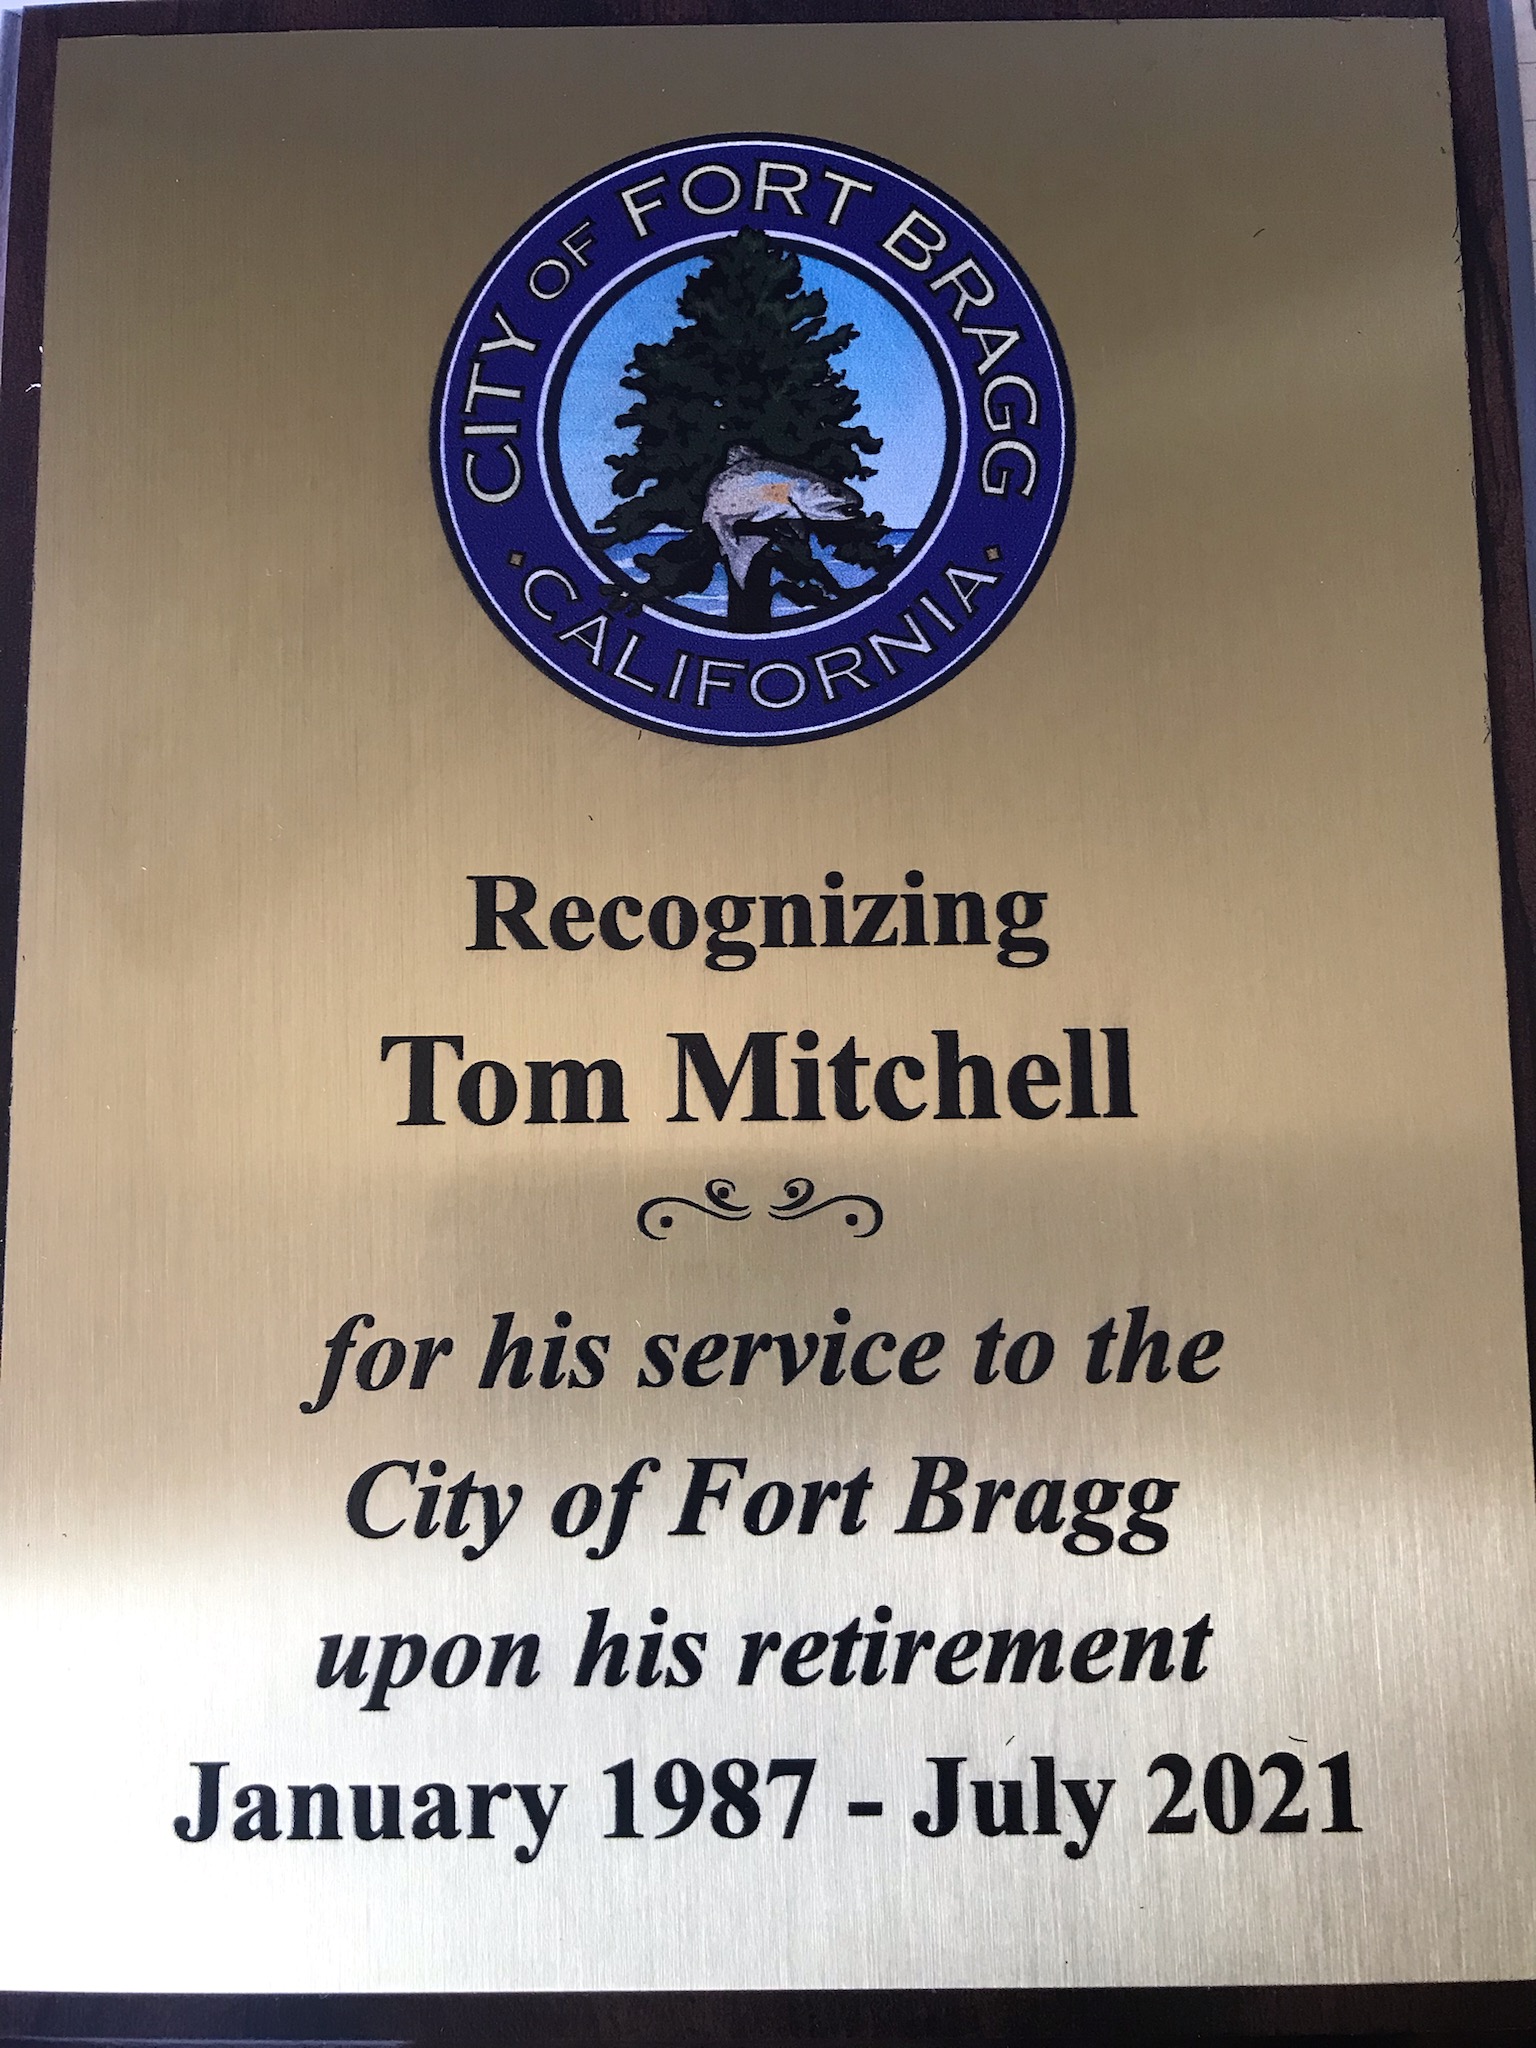 CITY OF FORT BRAGG
· CALIFORNIA ·
Recognizing
Tom Mitchell
for his service to the
City of Fort Bragg
upon his retirement
January 1987 - July 2021